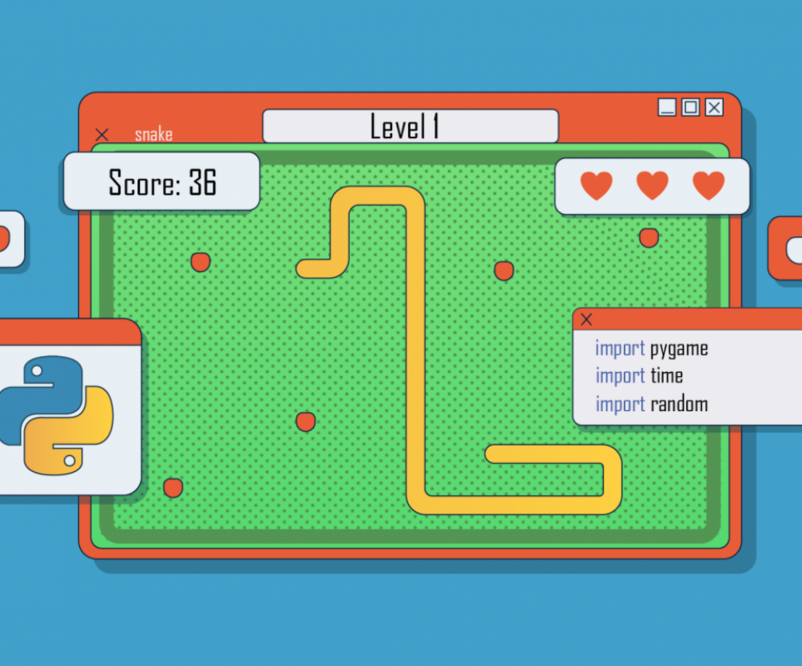 Level 1
snake
Score: 36
import pygame
import time
import random